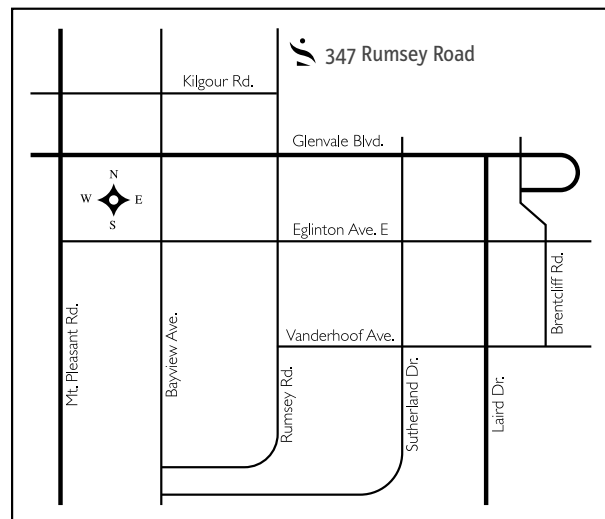 347 Rumsey Road
Kilgour Rd.
Glenvale Blvd.
N
W E
S
Eglinton Ave. E
Vanderhoof Ave.
Mt. Pleasant Rd.
Bayview Ave.
Rumsey Rd.
Sutherland Dr.
Laird Dr.
Brentcliff Rd.